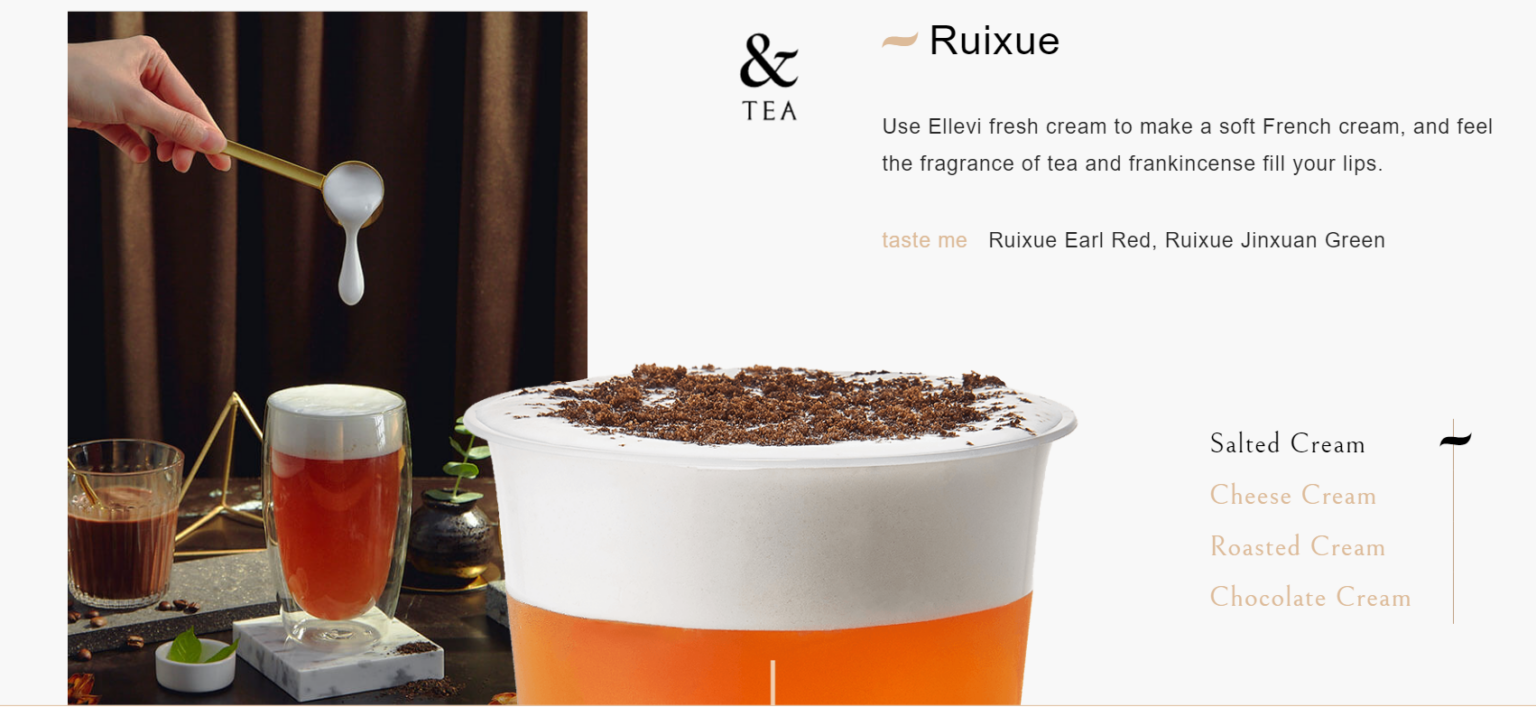 &
TEA
Ruixue
Use Ellevi fresh cream to make a soft French cream, and feel
the fragrance of tea and frankincense fill your lips.
taste me Ruixue Earl Red, Ruixue Jinxuan Green
Salted Cream
Cheese Cream
Roasted Cream
Chocolate Cream